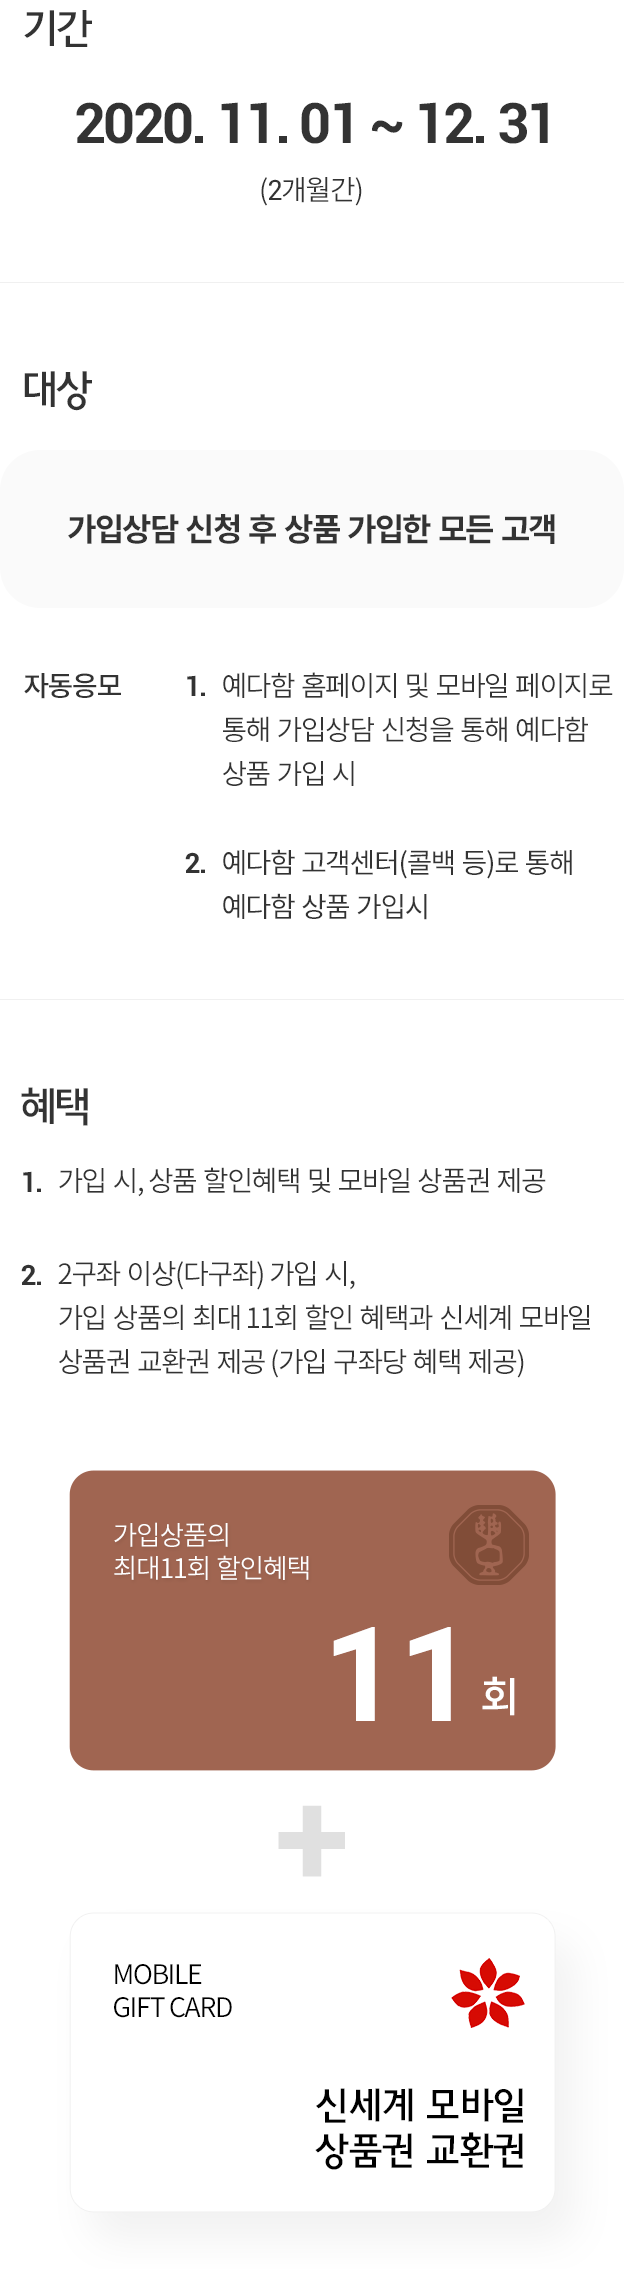 기간
2020. 11. 01 ~ 12. 31
(2개월간)
대상
가입상담 신청 후 상품 가입한 모든 고객
자동응모
1. 예다함 홈페이지 및 모바일 페이지로
통해 가입상담 신청을 통해 예다함
상품 가입 시
2. 예다함 고객센터(콜백 등)로 통해
예다함 상품 가입시
혜택
1. 가입 시, 상품 할인혜택 및 모바일 상품권 제공
2. 2구좌 이상(다구좌) 가입 시,
가입 상품의 최대 11회 할인 혜택과 신세계 모바일
상품권 교환권 제공 (가입 구좌당 혜택 제공)
가입상품의
최대11회 할인혜택
11 회
+
MOBILE
GIFT CARD
신세계 모바일
상품권 교환권